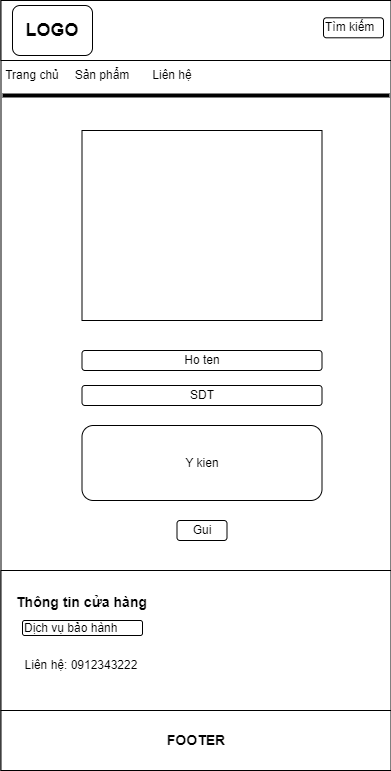 LOGO
Tìm kiếm
Trang chủ Sản phẩm Liên hệ
Ho ten
SDT
Y kien
Gui
Thông tin cửa hàng
Dịch vụ bảo hành
Liên hệ: 0912343222
FOOTER